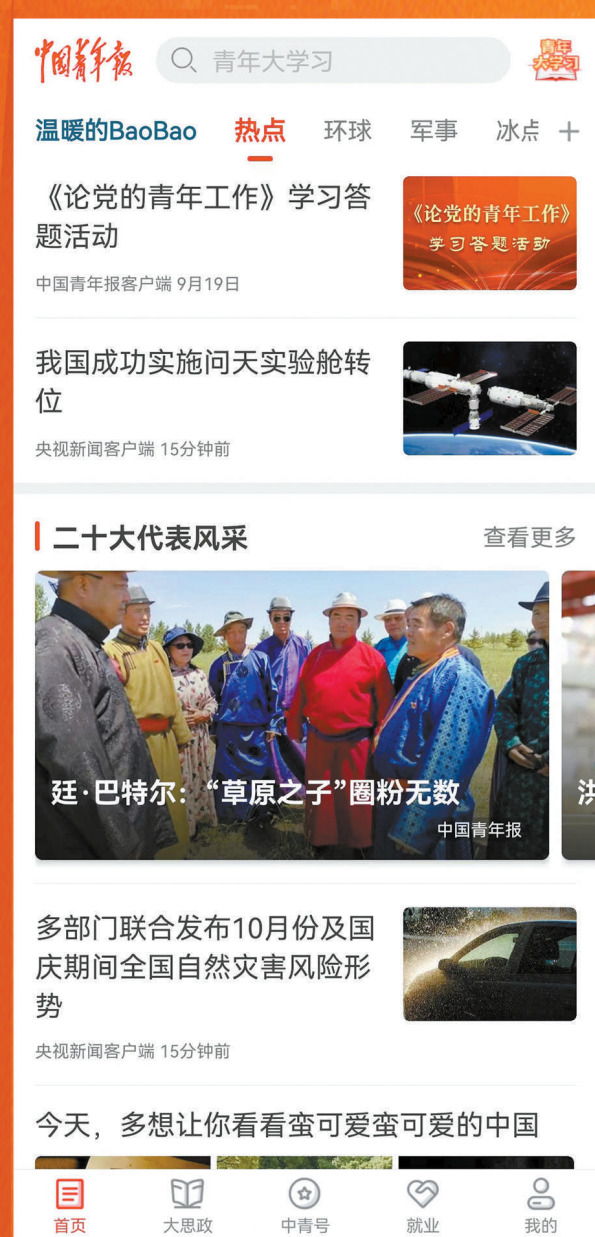 中国青年报
青年大学习
青年
大学习
温暖的BaoBao 热点 环球 军事 冰点
《论党的青年工作》学习答
题活动
中国青年报客户端 9月19日
《论党的青年工作》
学习答题活动
我国成功实施问天实验舱转
位
央视新闻客户端 15分钟前
二十大代表风采 查看更多
廷·巴特尔：“草原之子”圈粉无数
中国青年报
多部门联合发布10月份及国
庆期间全国自然灾害风险形
势
央视新闻客户端 15分钟前
今天，多想让你看看蛮可爱蛮可爱的中国
首页 大思政 中青号 就业 我的